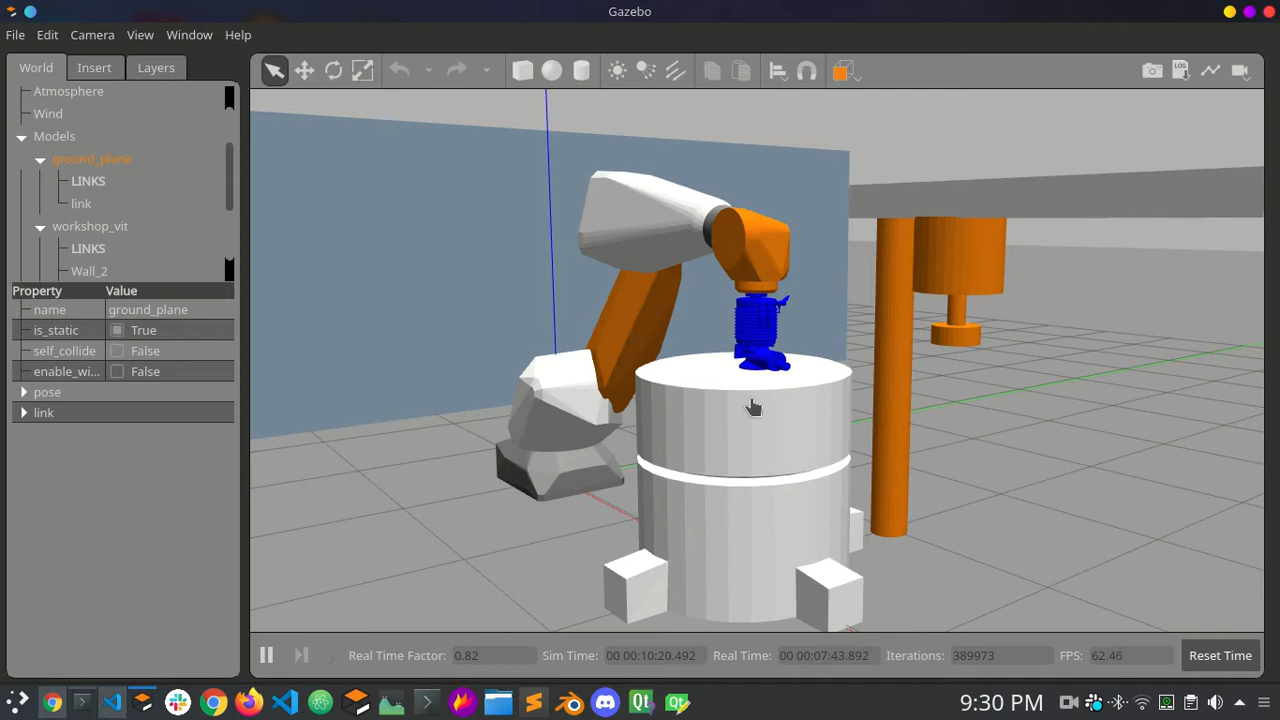 Gazebo
File Edit Camera View Window Help
World Insert Layers
Atmosphere
Wind
Models
ground_plane
LINKS
link
workshop_vit
LINKS
Wall_2
Property Value
name ground_plane
is_static True
self_collide False
enable_wi... False
pose
link
LOG
Real Time Factor: 0.82 Sim Time: 00 00:10:20.492 Real Time: 00 00:07:43.892 Iterations: 389973 FPS: 62.46 Reset Time
Qt Qt 9:30 PM